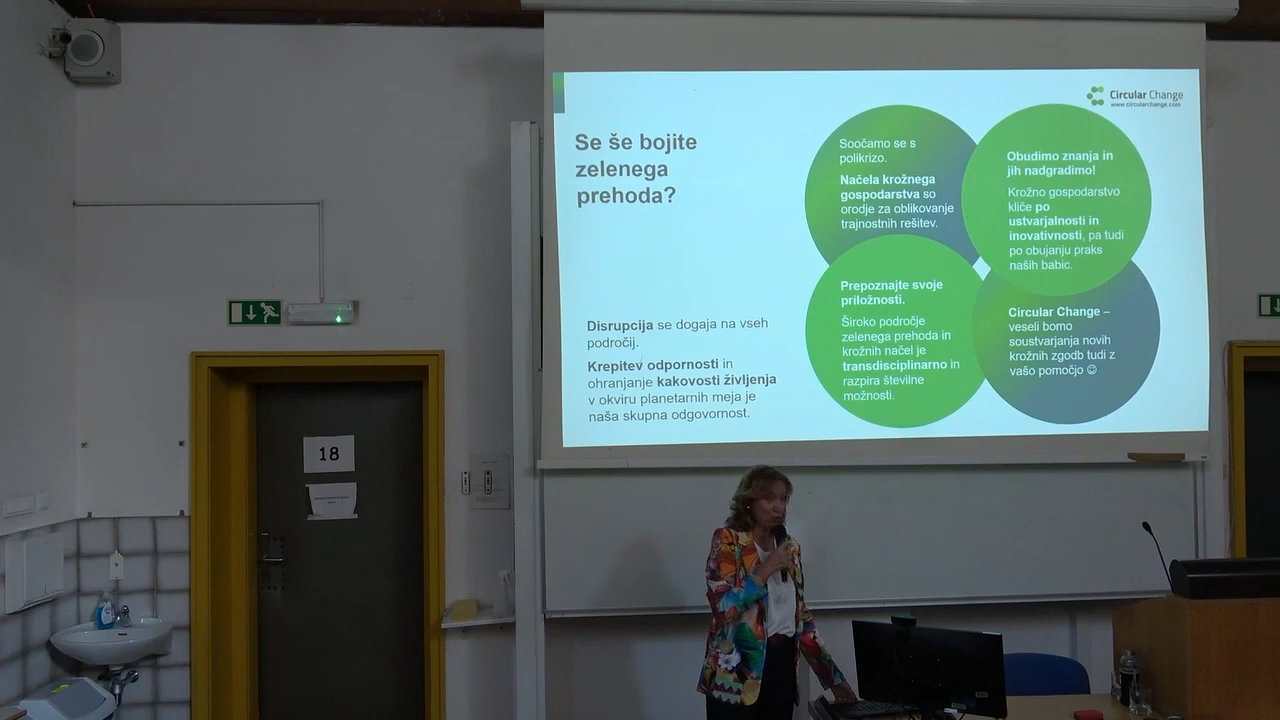 Circular Change
www.circularchange.com
Se še bojite
zelenega
prehoda?
Disrupcija se dogaja na vseh
področij.
Krepitev odpornosti in
ohranjanje kakovosti življenja
v okviru planetarnih meja je
naša skupna odgovornost.
Soočamo se s
polikrizo.
Načela krožnega
gospodarstva so
orodje za oblikovanje
trajnostnih rešitev.
Obudimo znanja in
jih nadgradimo!
Krožno gospodarstvo
kliče po
ustvarjalnosti in
inovativnosti, pa tudi
po obujanju praks
naših babic.
Prepoznajte svoje
priložnosti.
Široko področje
zelenega prehoda in
krožnih načel je
transdisciplinarno in
razpira številne
možnosti.
Circular Change –
veseli bomo
soustvarjanja novih
krožnih zgodb tudi z
vašo pomočjo ☺
18